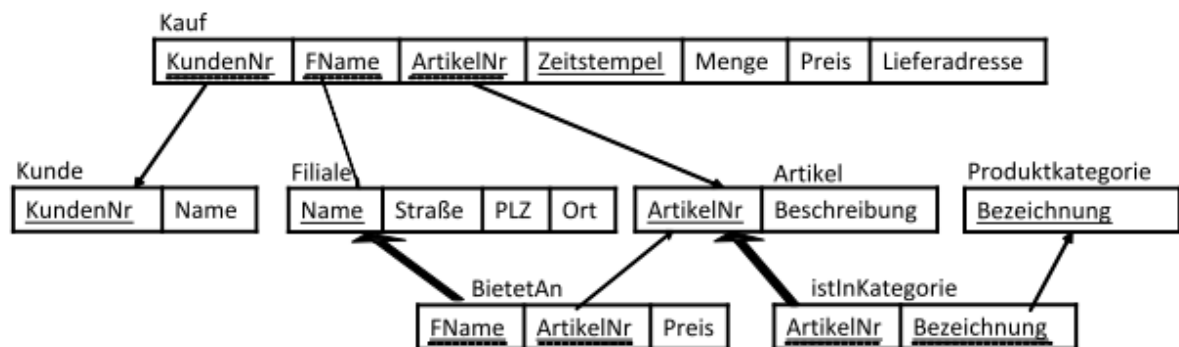 Kauf
KundenNr FName ArtikelNr Zeitstempel Menge Preis Lieferadresse
Kunde Filiale Artikel Produktkategorie
KundenNr Name Name Straße PLZ Ort ArtikelNr Beschreibung Bezeichnung
BietetAn istInKategorie
FName ArtikelNr Preis ArtikelNr Bezeichnung